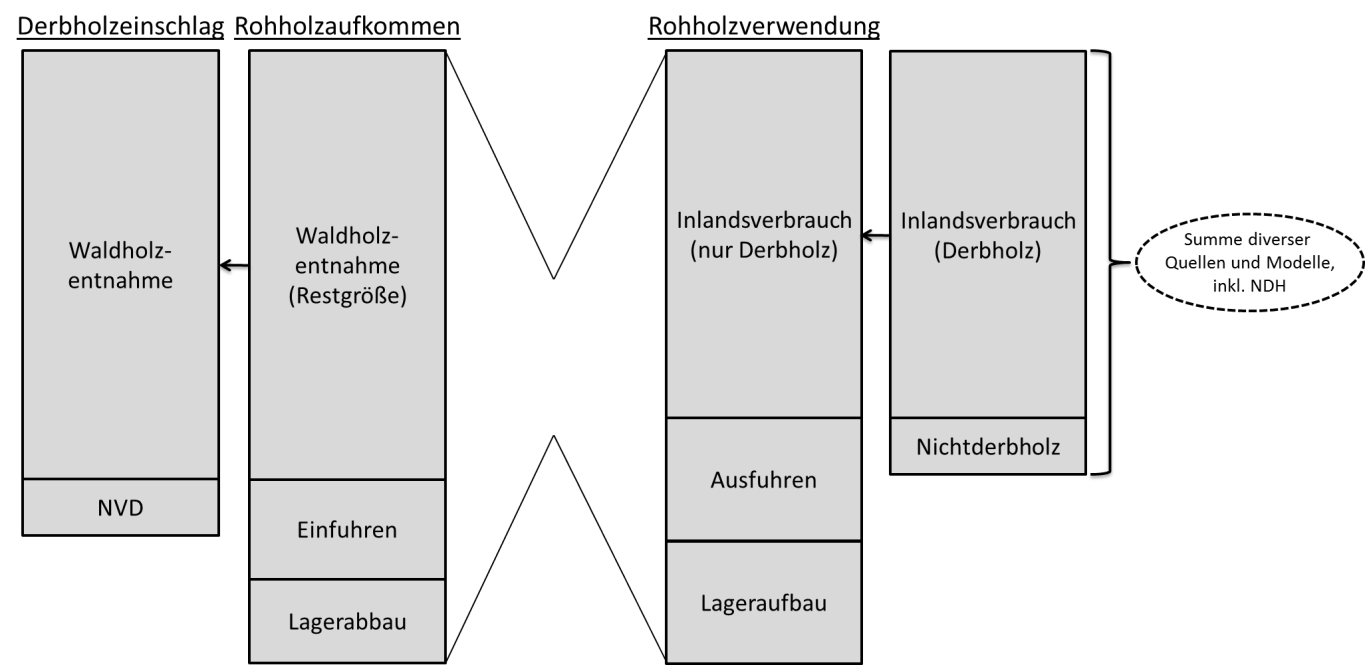 Derbholzeinschlag
Rohholzaufkommen
Rohholzverwendung
Waldholz-
entnahme
NVD
Waldholz-
entnahme
(Restgröße)
Einfuhren
Lagerabbau
Inlandsverbrauch
(nur Derbholz)
Ausfuhren
Lageraufbau
Inlandsverbrauch
(Derbholz)
Nichtderbholz
Summe diverser
Quellen und Modelle,
inkl. NDH